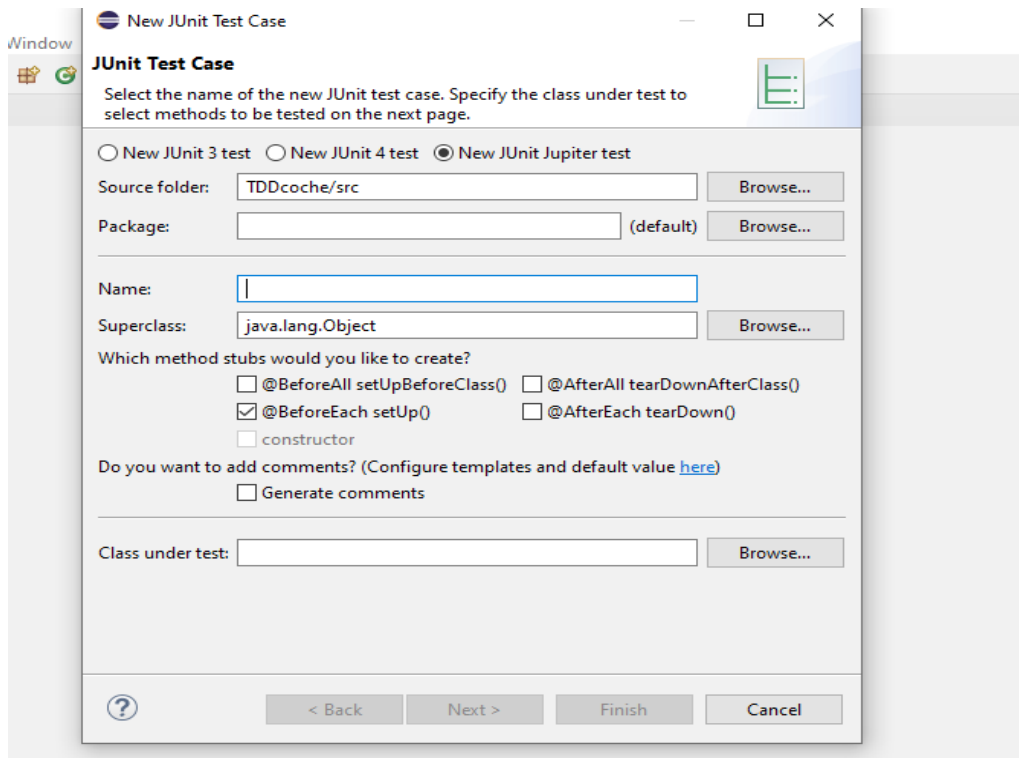 New JUnit Test Case
Window
JUnit Test Case
Select the name of the new JUnit test case. Specify the class under test to
select methods to be tested on the next page.
New JUnit 3 test New JUnit 4 test New JUnit Jupiter test
Source folder: TDDcoche/src Browse...
Package: (default) Browse...
Name:
Superclass: java.lang.Object Browse...
Which method stubs would you like to create?
@BeforeAll setUpBeforeClass() @AfterAll tearDownAfterClass()
@BeforeEach setUp() @AfterEach tearDown()
constructor
Do you want to add comments? (Configure templates and default value here)
Generate comments
Class under test: Browse...
? < Back Next > Finish Cancel